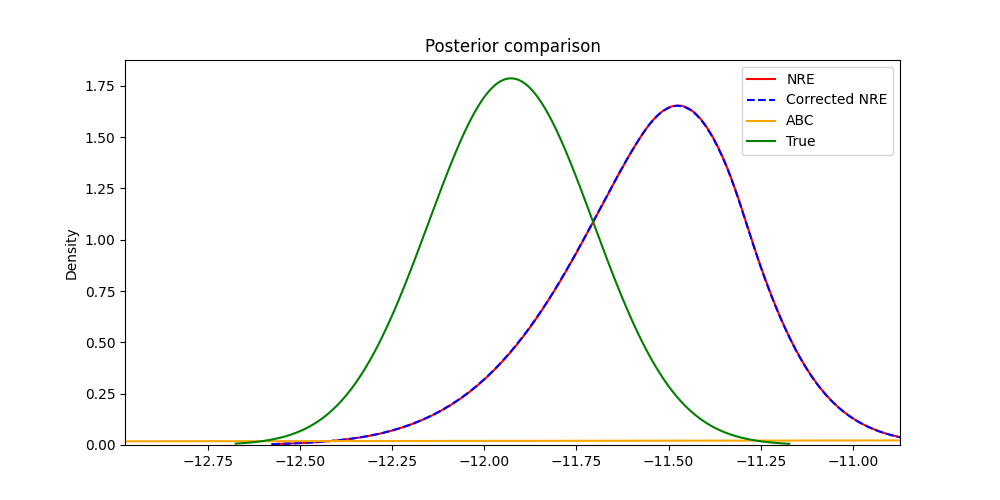 Posterior comparison
NRE
Corrected NRE
ABC
True
Density
1.75
1.50
1.25
1.00
0.75
0.50
0.25
0.00
−12.75 −12.50 −12.25 −12.00 −11.75 −11.50 −11.25 −11.00